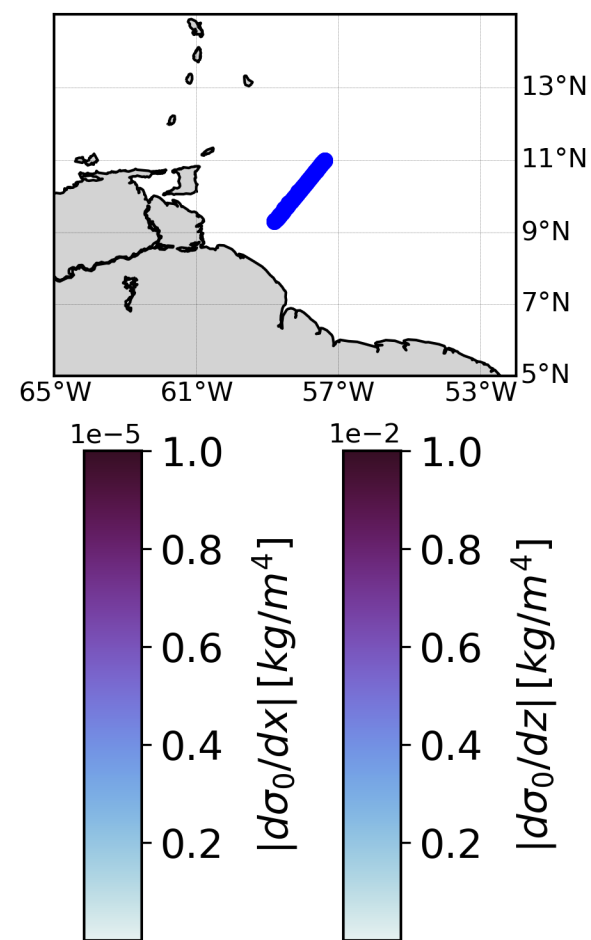 13°N
11°N
9°N
7°N
5°N
65°W 61°W 57°W 53°W
1e−5 1e−2
1.0 1.0
0.8 0.8
0.6 0.6
0.4 0.4
0.2 0.2
|dσ₀/dx| [kg/m⁴]
|dσ₀/dz| [kg/m⁴]